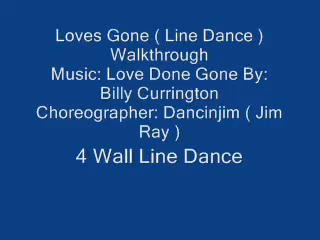 Loves Gone ( Line Dance )
Walkthrough
Music: Love Done Gone By:
Billy Currington
Choreographer: Dancinjim ( Jim
Ray )
4 Wall Line Dance